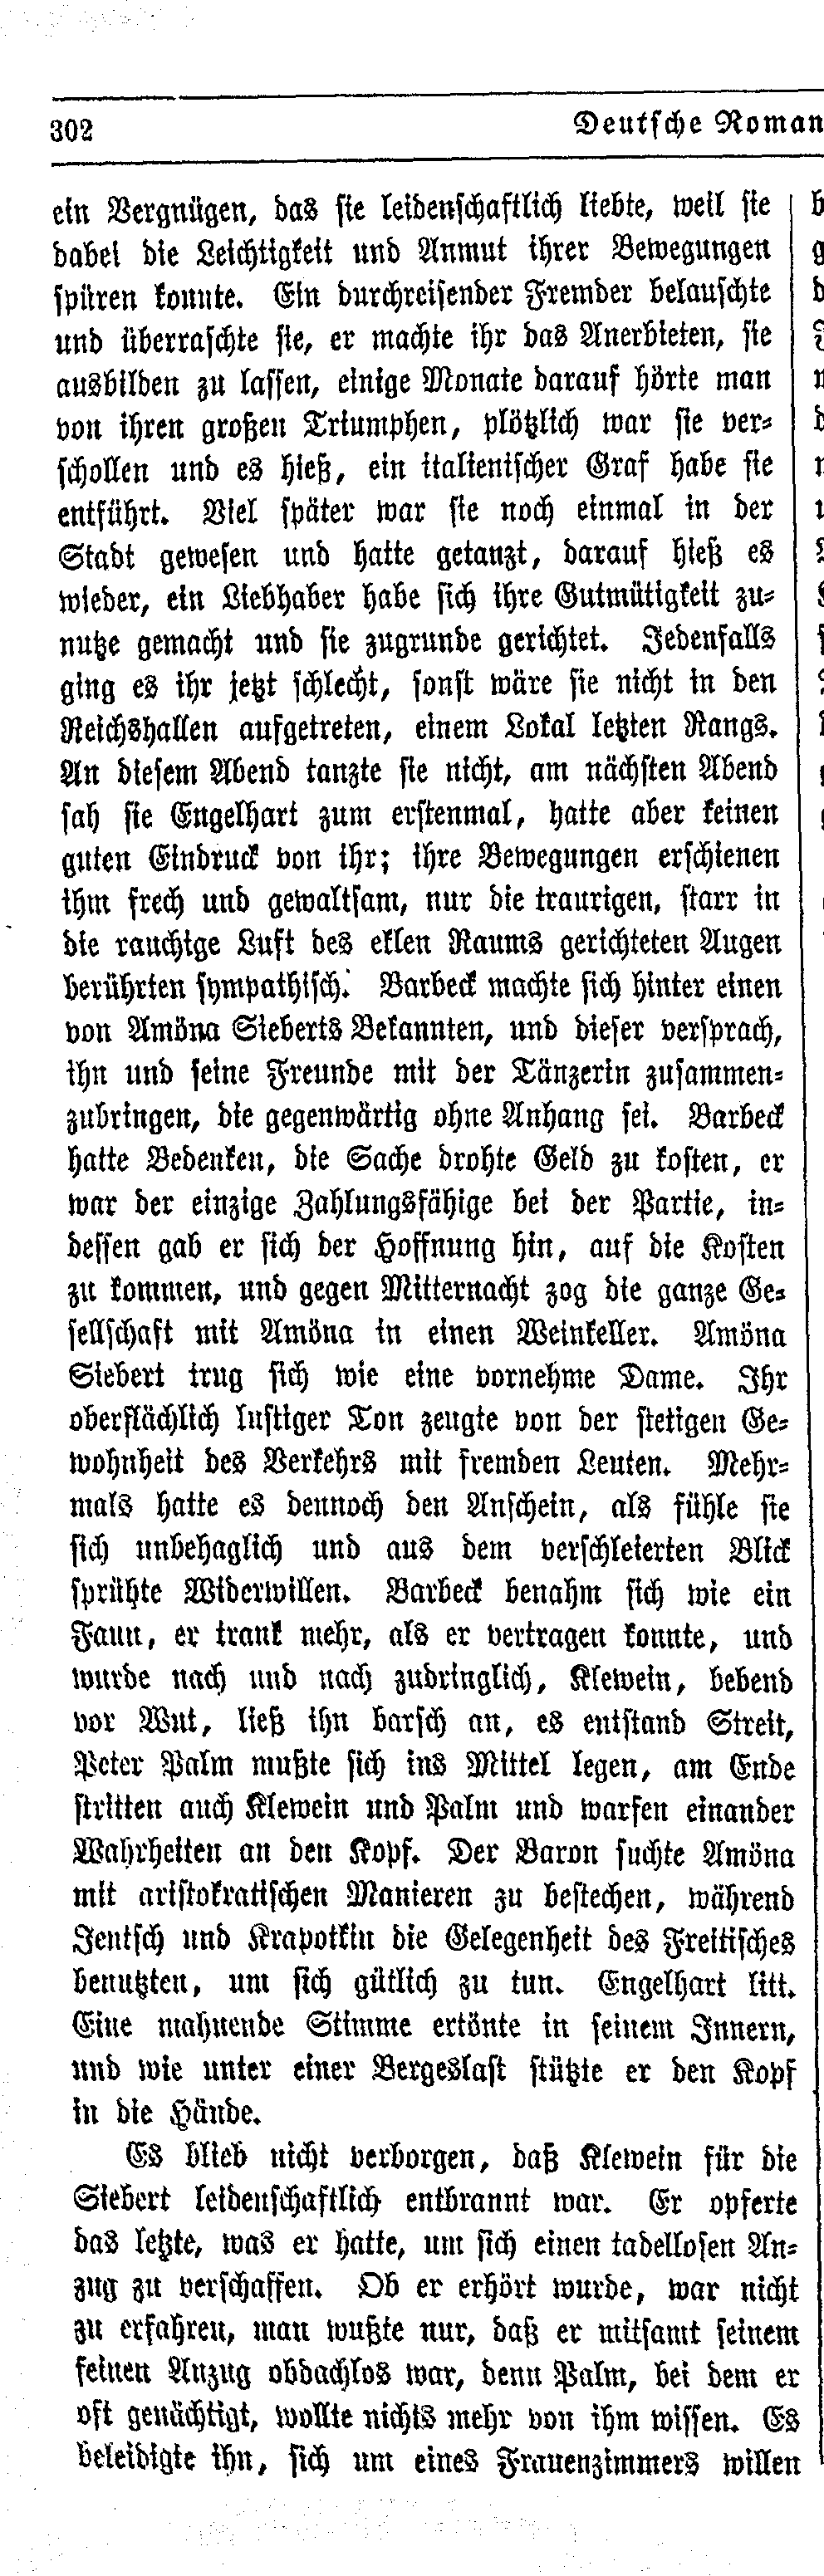 302
Deutsche Roman
ein Vergnügen, das sie leidenschaftlich liebte, weil sie
dabei die Leichtigkeit und Anmut ihrer Bewegungen
spüren konnte. Ein durchreisender Fremder belauschte
und überraschte sie, er machte ihr das Anerbieten, sie
ausbilden zu lassen, einige Monate darauf hörte man
von ihren großen Triumphen, plötzlich war sie ver-
schollen und es hieß, ein italienischer Graf habe sie
entführt. Viel später war sie noch einmal in der
Stadt gewesen und hatte getanzt, darauf hieß es
wieder, ein Liebhaber habe sich ihre Gutmütigkeit zu-
nutze gemacht und sie zugrunde gerichtet. Jedenfalls
ging es ihr jetzt schlecht, sonst wäre sie nicht in den
Reichshallen aufgetreten, einem Lokal letzten Rangs.
An diesem Abend tanzte sie nicht, am nächsten Abend
sah sie Engelhart zum erstenmal, hatte aber keinen
guten Eindruck von ihr; ihre Bewegungen erschienen
ihm frech und gewaltsam, nur die traurigen, starr in
die rauchige Luft des eklen Raums gerichteten Augen
berührten sympathisch. Barbeck machte sich hinter einen
von Amöna Sieberts Bekannten, und dieser versprach,
ihn und seine Freunde mit der Tänzerin zusammen-
zubringen, die gegenwärtig ohne Anhang sei. Barbeck
hatte Bedenken, die Sache drohte Geld zu kosten, er
war der einzige Zahlungsfähige bei der Partie, in-
dessen gab er sich der Hoffnung hin, auf die Kosten
zu kommen, und gegen Mitternacht zog die ganze Ge-
sellschaft mit Amöna in einen Weinkeller. Amöna
Siebert trug sich wie eine vornehme Dame. Ihr
oberflächlich lustiger Ton zeugte von der stetigen Ge-
wohnheit des Verkehrs mit fremden Leuten. Mehr-
mals hatte es dennoch den Anschein, als fühle sie
sich unbehaglich und aus dem verschleierten Blick
sprühte Widerwillen. Barbeck benahm sich wie ein
Faun, er trank mehr, als er vertragen konnte, und
wurde nach und nach zudringlich, Klewein, bebend
vor Wut, ließ ihn barsch an, es entstand Streit,
Peter Palm mußte sich ins Mittel legen, am Ende
stritten auch Klewein und Palm und warfen einander
Wahrheiten an den Kopf. Der Baron suchte Amöna
mit aristokratischen Manieren zu bestechen, während
Jentsch und Krapotkin die Gelegenheit des Freitisches
benutzten, um sich gütlich zu tun. Engelhart litt.
Eine mahnende Stimme ertönte in seinem Innern,
und wie unter einer Bergeslast stützte er den Kopf
in die Hände.
Es blieb nicht verborgen, daß Klewein für die
Siebert leidenschaftlich entbrannt war. Er opferte
das letzte, was er hatte, um sich einen tadellosen An-
zug zu verschaffen. Ob er erhört wurde, war nicht
zu erfahren, man wußte nur, daß er mitsamt seinem
feinen Anzug obdachlos war, denn Palm, bei dem er
oft genächtigt, wollte nichts mehr von ihm wissen. Es
beleidigte ihn, sich um eines Frauenzimmers willen